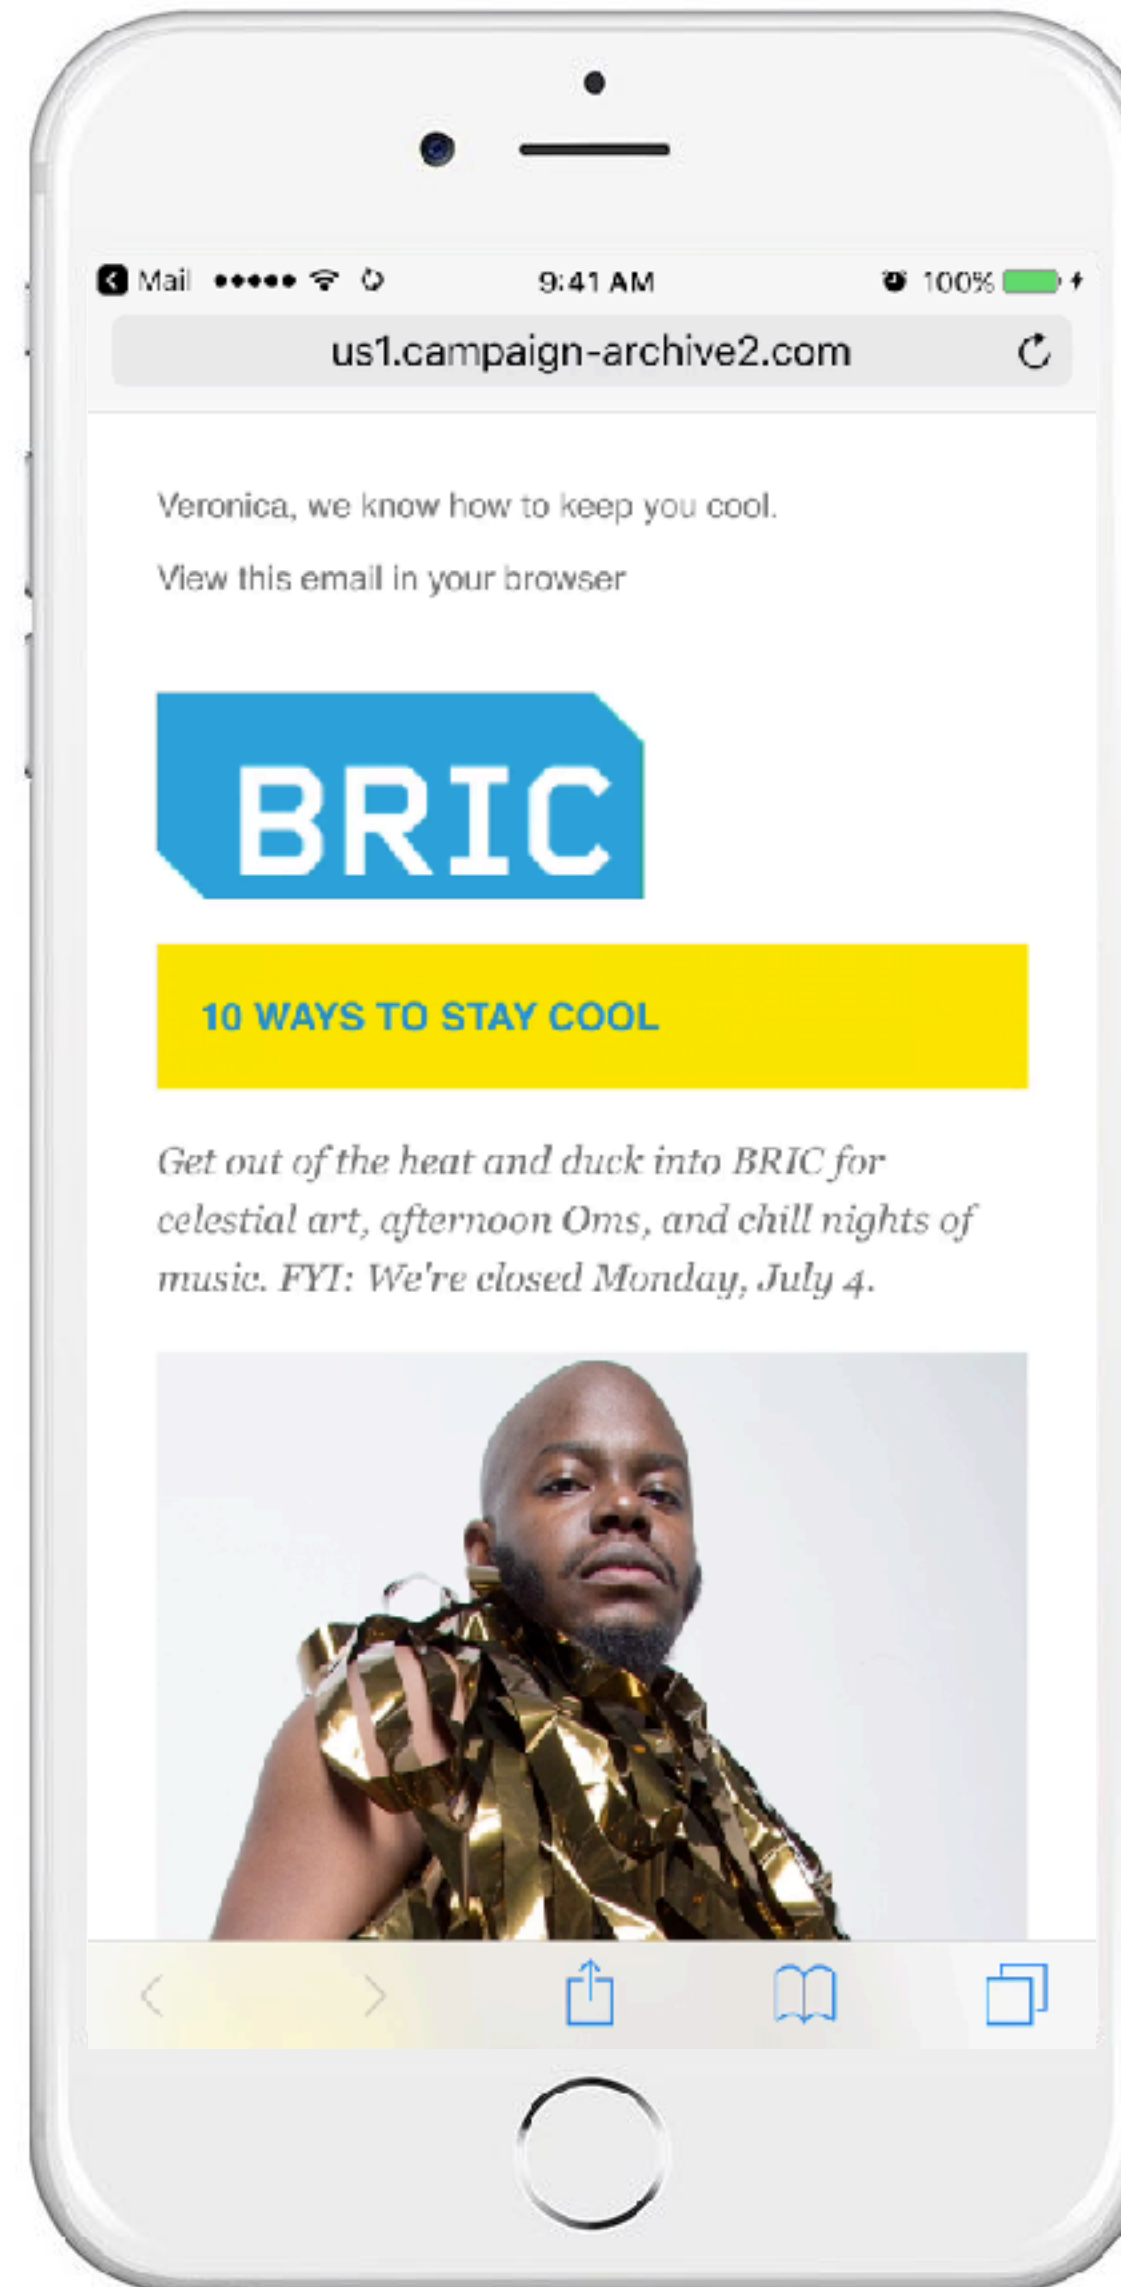 Mail 9:41 AM 100%
us1.campaign-archive2.com
Veronica, we know how to keep you cool.
View this email in your browser
BRIC
10 WAYS TO STAY COOL
Get out of the heat and duck into BRIC for
celestial art, afternoon Oms, and chill nights of
music. FYI: We're closed Monday, July 4.